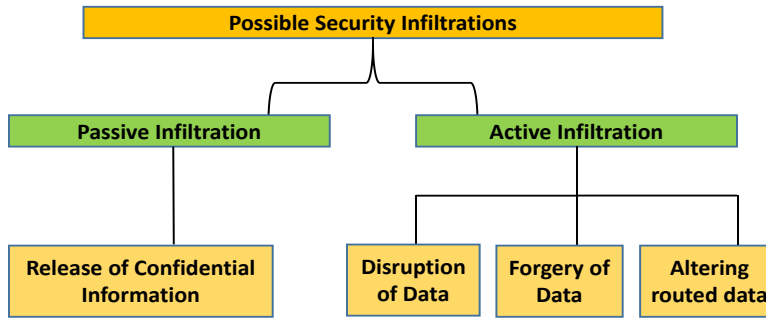 Possible Security Infiltrations
Passive Infiltration
Active Infiltration
Release of Confidential
Information
Disruption
of Data
Forgery of
Data
Altering
routed data